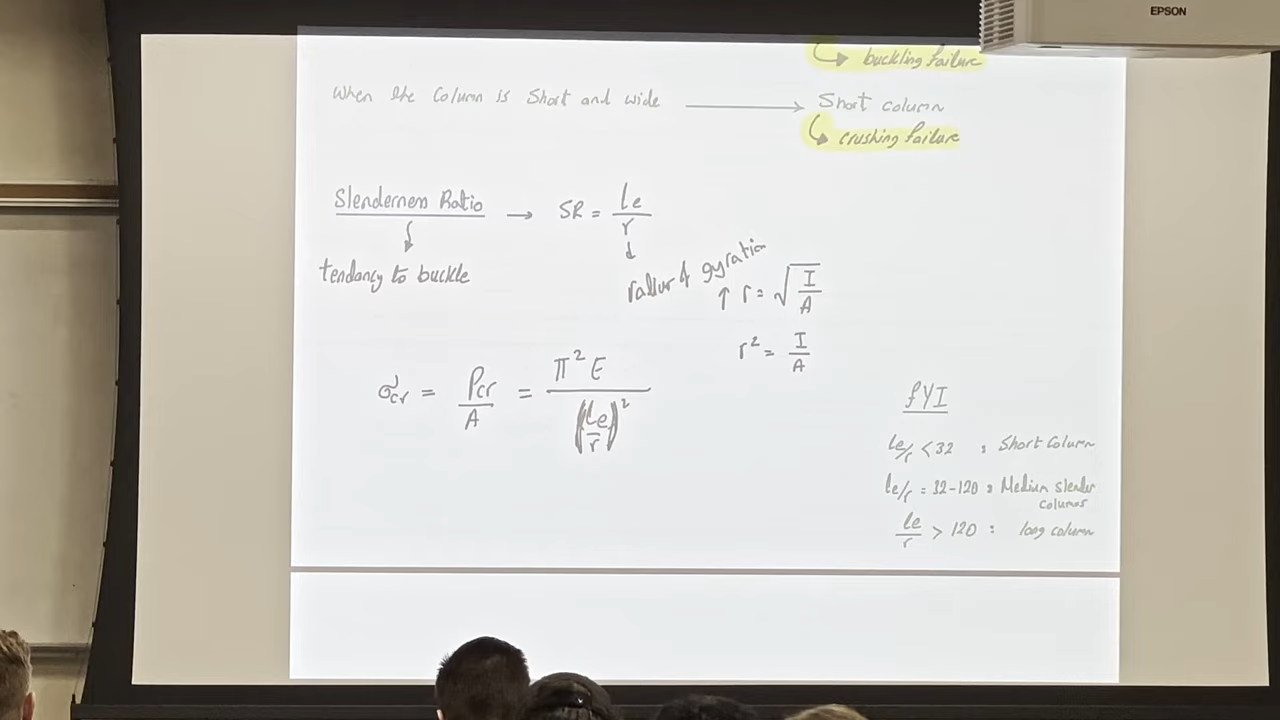 EPSON
buckling failure
When the Column is Short and wide → Short column
crushing failure
Slenderness Ratio → SR = Le/r
tendancy to buckle
radius of gyration
↑ r = √(I/A)
r² = I/A
σcr = Pcr/A = π² E/(Le/r)²
FYI
Le/r < 32 : Short Column
Le/r = 32-120 : Medium slender
columns
Le/r > 120 : long column